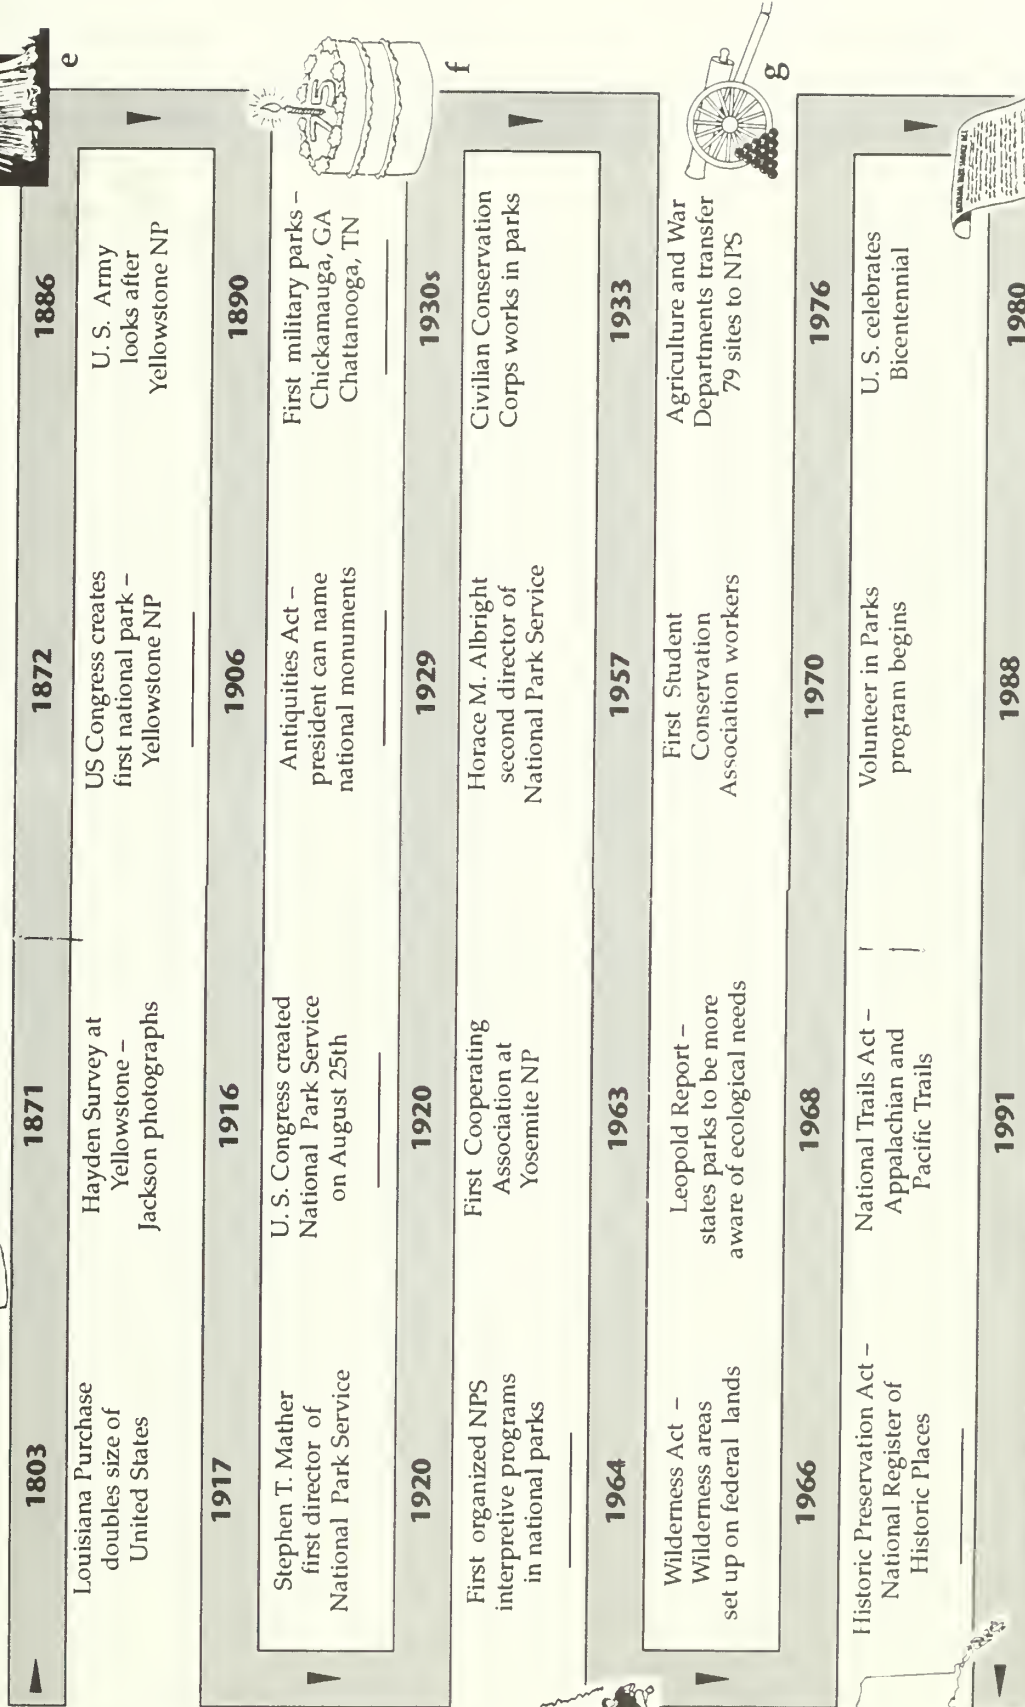 1803
Louisiana Purchase
doubles size of
United States
1871
Hayden Survey at
Yellowstone –
Jackson photographs
1872
US Congress creates
first national park –
Yellowstone NP
1886
U. S. Army
looks after
Yellowstone NP
e
1917
Stephen T. Mather
first director of
National Park Service
1916
U. S. Congress created
National Park Service
on August 25th
1906
Antiquities Act –
president can name
national monuments
1890
First military parks –
Chickamauga, GA
Chattanooga, TN
75
f
1920
First organized NPS
interpretive programs
in national parks
1920
First Cooperating
Association at
Yosemite NP
1929
Horace M. Albright
second director of
National Park Service
1930s
Civilian Conservation
Corps works in parks
1964
Wilderness Act –
Wilderness areas
set up on federal lands
1963
Leopold Report –
states parks to be more
aware of ecological needs
1957
First Student
Conservation
Association workers
1933
Agriculture and War
Departments transfer
79 sites to NPS
g
1966
Historic Preservation Act –
National Register of
Historic Places
1968
National Trails Act –
Appalachian and
Pacific Trails
1970
Volunteer in Parks
program begins
1976
U. S. celebrates
Bicentennial
1991
1988
1980